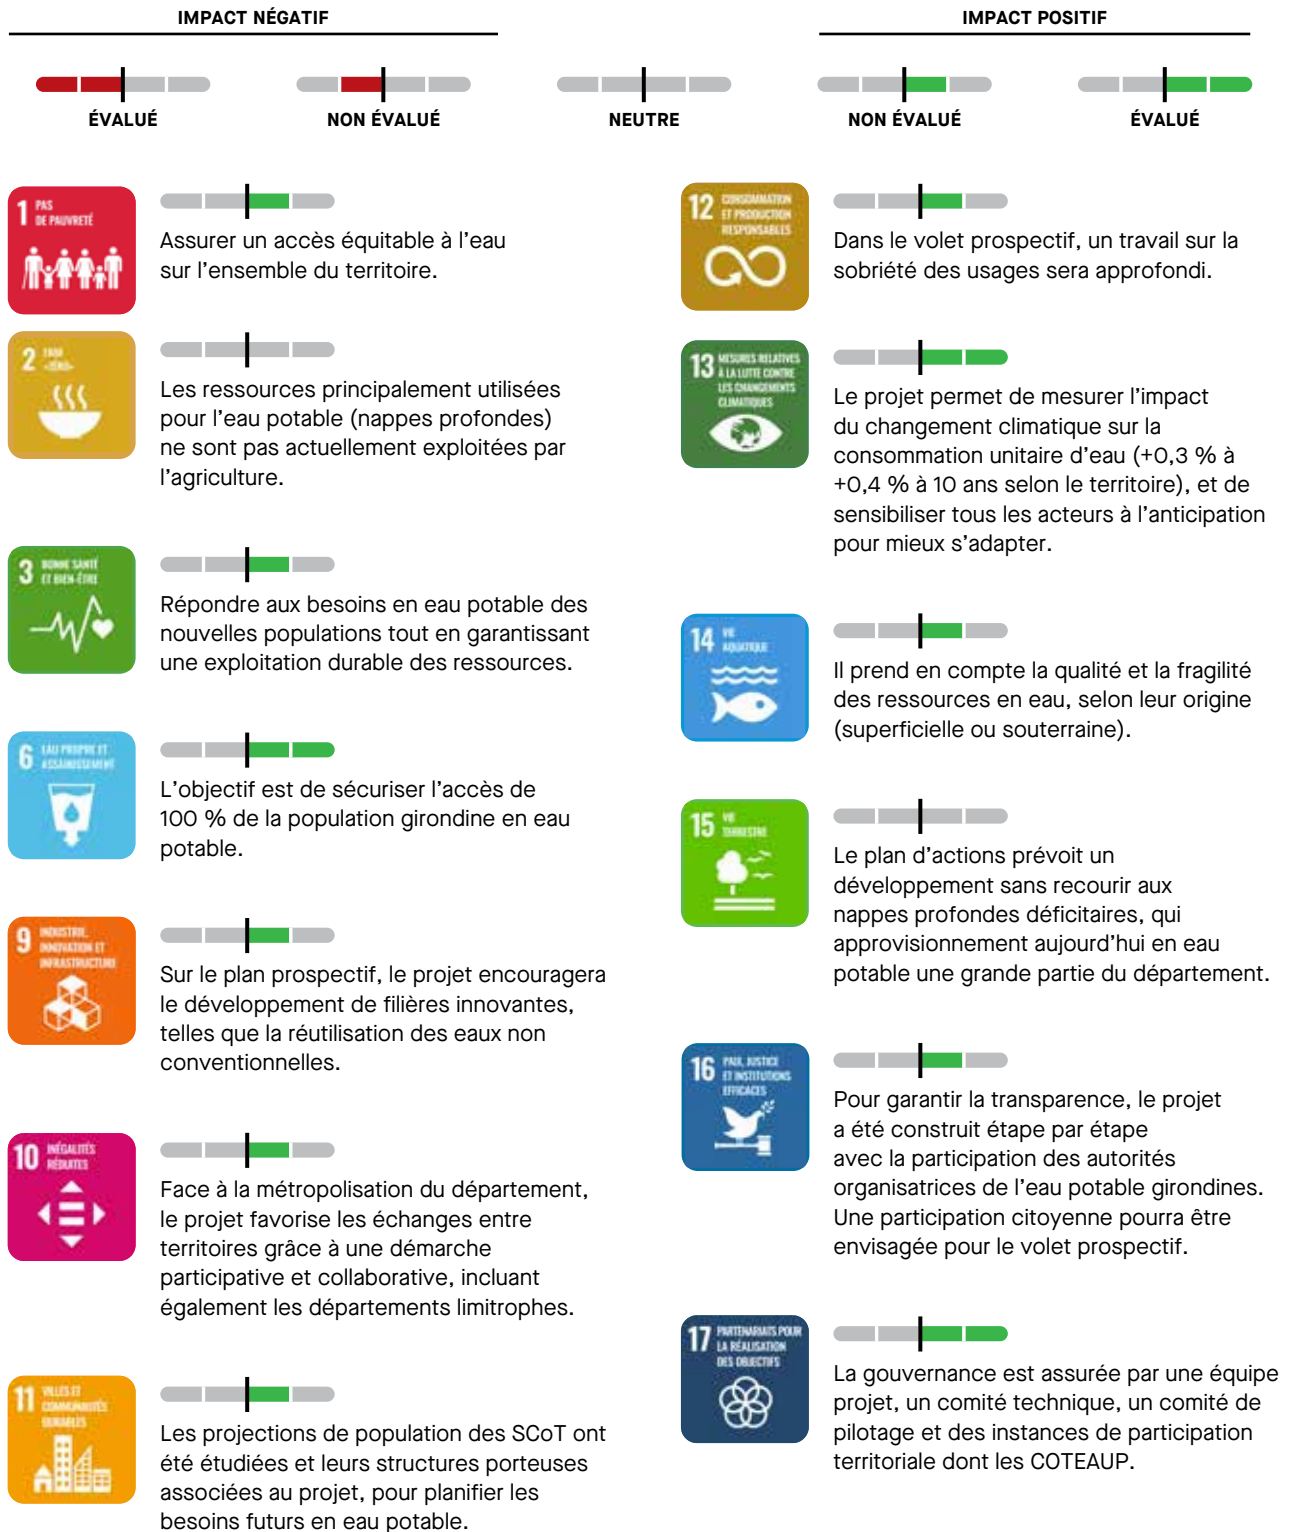 IMPACT NÉGATIF
IMPACT POSITIF
ÉVALUÉ
NON ÉVALUÉ
NEUTRE
NON ÉVALUÉ
ÉVALUÉ
1 PAS
DE PAUVRETÉ
Assurer un accès équitable à l'eau
sur l'ensemble du territoire.
2 FAIM
«ZÉRO»
Les ressources principalement utilisées
pour l'eau potable (nappes profondes)
ne sont pas actuellement exploitées par
l'agriculture.
3 BONNE SANTÉ
ET BIEN-ÊTRE
Répondre aux besoins en eau potable des
nouvelles populations tout en garantissant
une exploitation durable des ressources.
6 EAU PROPRE ET
ASSAINISSEMENT
L'objectif est de sécuriser l'accès de
100 % de la population girondine en eau
potable.
9 INDUSTRIE,
INNOVATION ET
INFRASTRUCTURE
Sur le plan prospectif, le projet encouragera
le développement de filières innovantes,
telles que la réutilisation des eaux non
conventionnelles.
10 INÉGALITÉS
RÉDUITES
Face à la métropolisation du département,
le projet favorise les échanges entre
territoires grâce à une démarche
participative et collaborative, incluant
également les départements limitrophes.
11 VILLES ET
COMMUNAUTÉS
DURABLES
Les projections de population des SCoT ont
été étudiées et leurs structures porteuses
associées au projet, pour planifier les
besoins futurs en eau potable.
12 CONSOMMATION
ET PRODUCTION
RESPONSABLES
Dans le volet prospectif, un travail sur la
sobriété des usages sera approfondi.
13 MESURES RELATIVES
À LA LUTTE CONTRE
LES CHANGEMENTS
CLIMATIQUES
Le projet permet de mesurer l'impact
du changement climatique sur la
consommation unitaire d'eau (+0,3 % à
+0,4 % à 10 ans selon le territoire), et de
sensibiliser tous les acteurs à l'anticipation
pour mieux s'adapter.
14 VIE
AQUATIQUE
Il prend en compte la qualité et la fragilité
des ressources en eau, selon leur origine
(superficielle ou souterraine).
15 VIE
TERRESTRE
Le plan d'actions prévoit un
développement sans recourir aux
nappes profondes déficitaires, qui
approvisionnement aujourd'hui en eau
potable une grande partie du département.
16 PAIX, JUSTICE
ET INSTITUTIONS
EFFICACES
Pour garantir la transparence, le projet
a été construit étape par étape
avec la participation des autorités
organisatrices de l'eau potable girondines.
Une participation citoyenne pourra être
envisagée pour le volet prospectif.
17 PARTENARIATS POUR
LA RÉALISATION
DES OBJECTIFS
La gouvernance est assurée par une équipe
projet, un comité technique, un comité de
pilotage et des instances de participation
territoriale dont les COTEAUP.